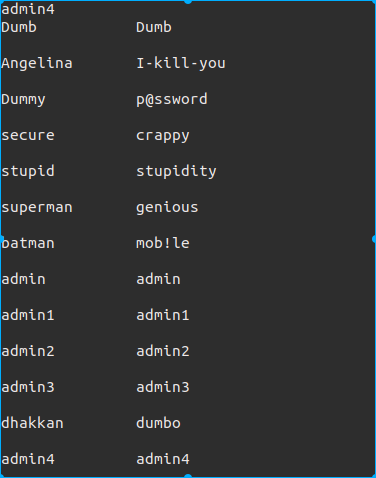 admin4
Dumb Dumb
Angelina I-kill-you
Dummy p@ssword
secure crappy
stupid stupidity
superman genious
batman mob!le
admin admin
admin1 admin1
admin2 admin2
admin3 admin3
dhakkan dumbo
admin4 admin4